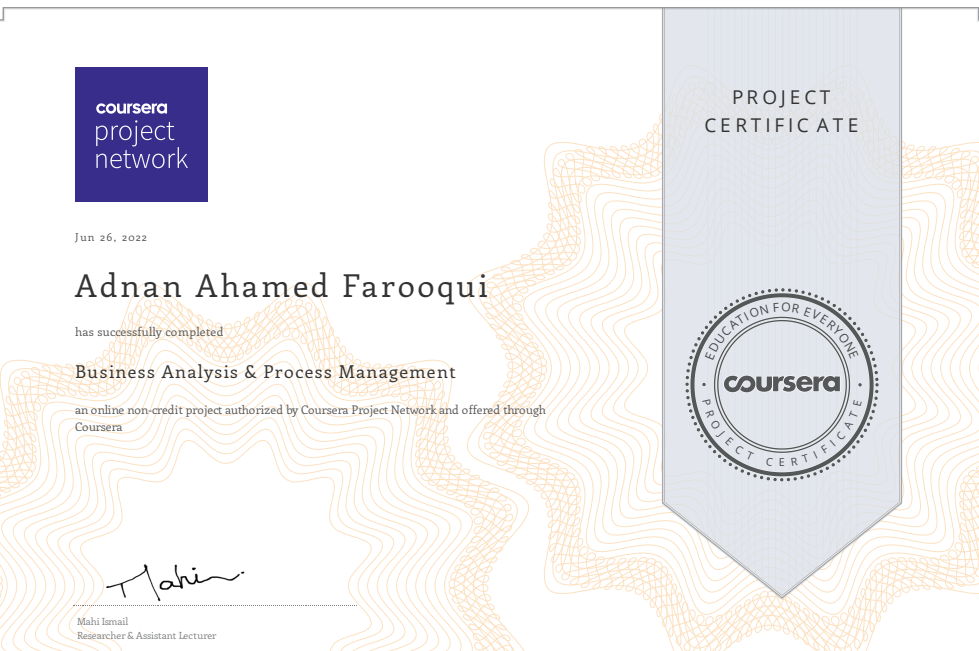 coursera
project
network
PROJECT
CERTIFICATE
Jun 26, 2022
Adnan Ahamed Farooqui
has successfully completed
Business Analysis & Process Management
an online non-credit project authorized by Coursera Project Network and offered through
Coursera
EDUCATION FOR EVERYONE
coursera
PROJECT CERTIFICATE
Mahi
Mahi Ismail
Researcher & Assistant Lecturer